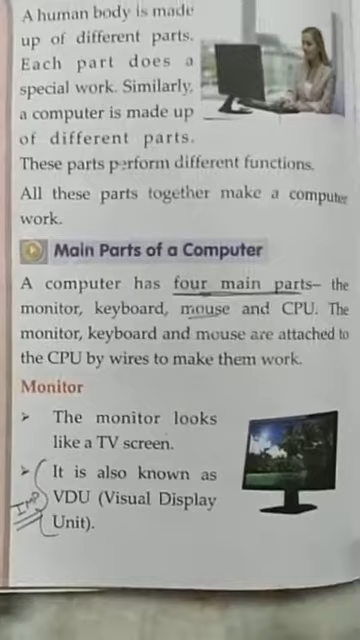 A human body is made
up of different parts.
Each part does a
special work. Similarly,
a computer is made up
of different parts.
These parts perform different functions.
All these parts together make a computer
work.
Main Parts of a Computer
A computer has four main parts– the
monitor, keyboard, mouse and CPU. The
monitor, keyboard and mouse are attached to
the CPU by wires to make them work.
Monitor
➢ The monitor looks
like a TV screen.
➢ It is also known as
IMP VDU (Visual Display
Unit).